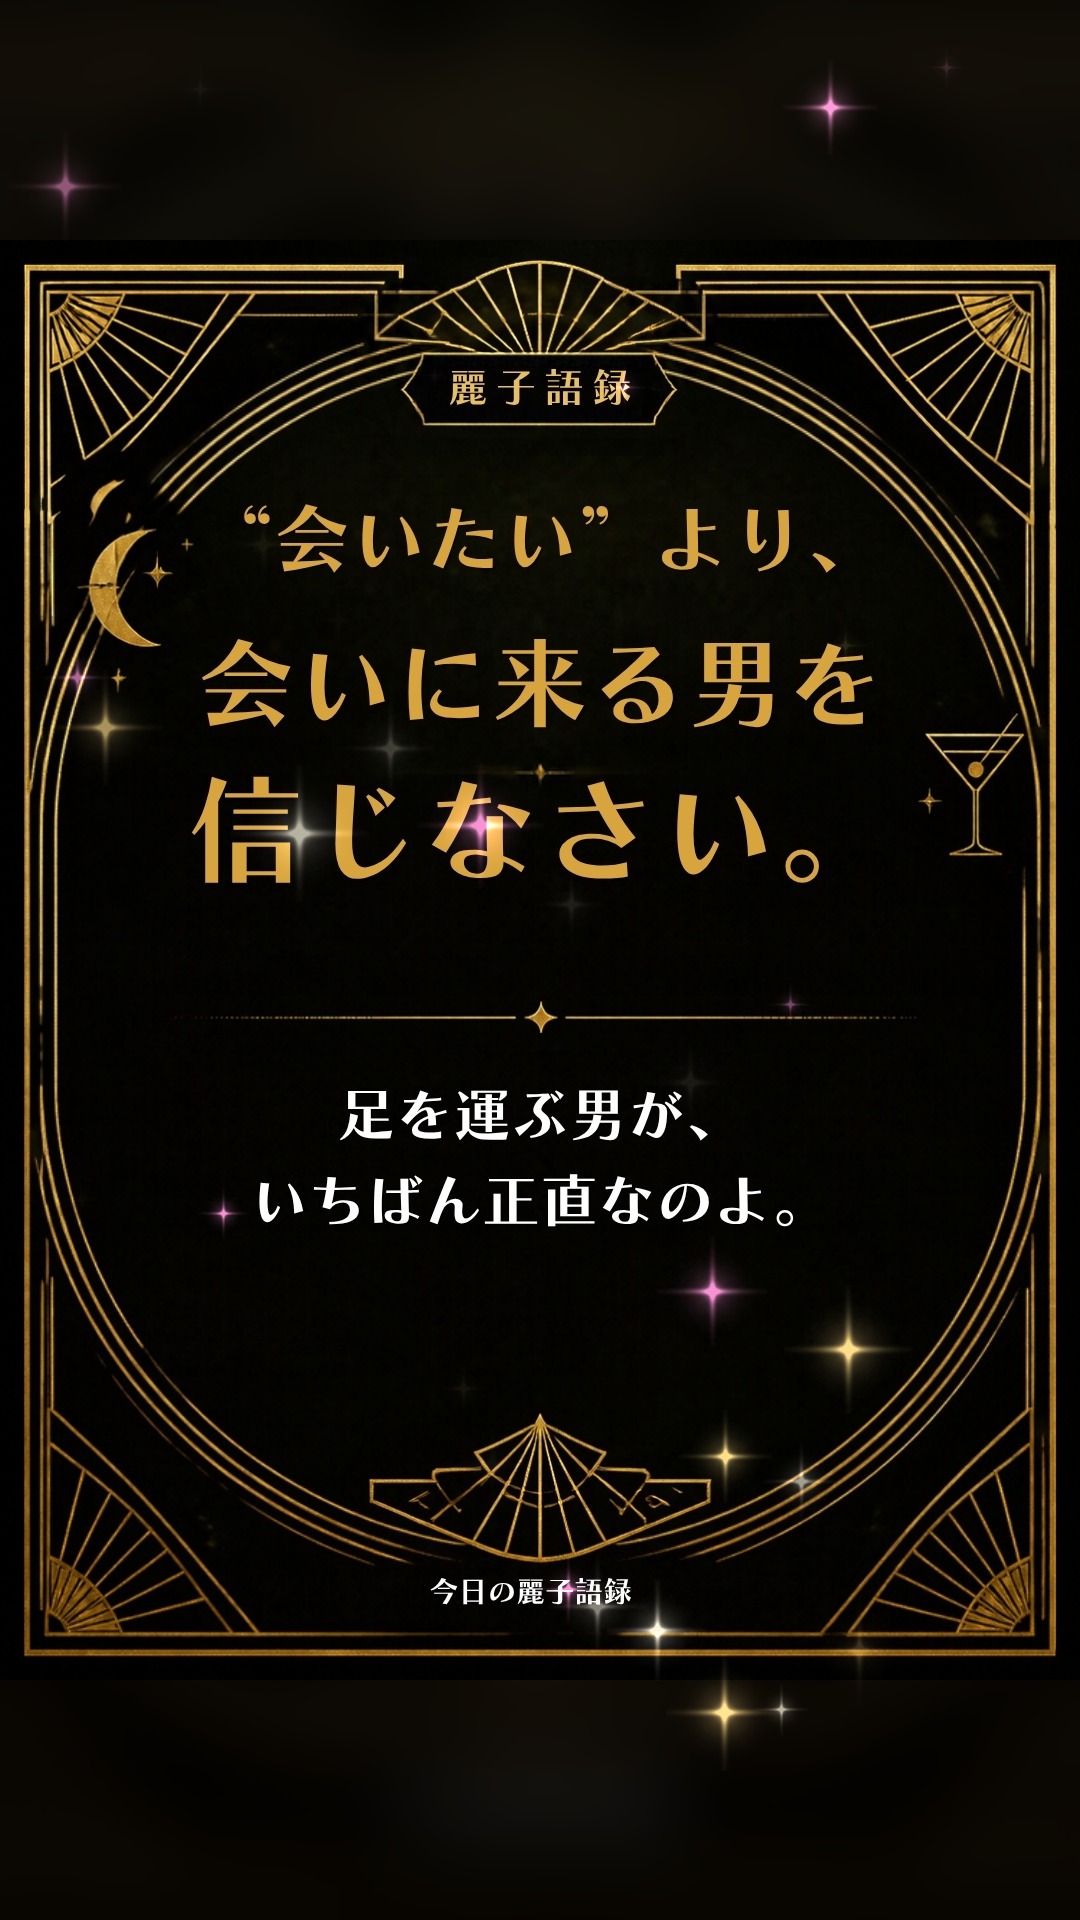 麗子語録
“会いたい”より、
会いに来る男を
信じなさい。
足を運ぶ男が、
いちばん正直なのよ。
今日の麗子語録